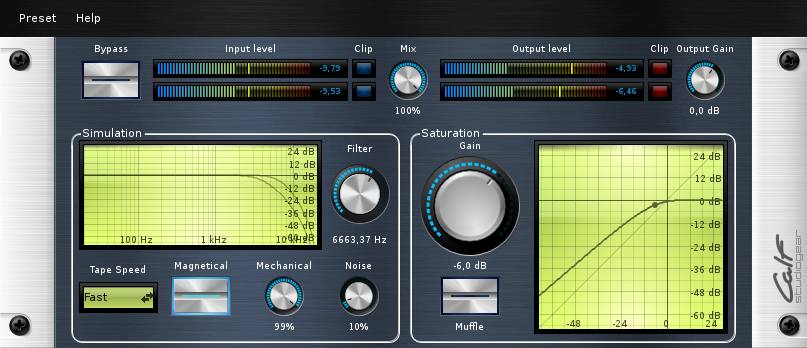 Preset Help
Bypass Input level Clip Mix Output level Clip Output Gain
-9,79 -4,93
-9,53 -6,46
100% 0,0 dB
Simulation
24 dB
12 dB
0 dB
-12 dB
-24 dB
-36 dB
-48 dB
-60 dB
100 Hz 1 kHz 10 kHz
Filter
6663,37 Hz
Tape Speed Magnetical Mechanical Noise
Fast
99% 10%
Saturation
Gain
-6,0 dB
Muffle
24 dB
12 dB
0 dB
-12 dB
-24 dB
-36 dB
-48 dB
-60 dB
-48 -24 0 24
Calf
studiogear